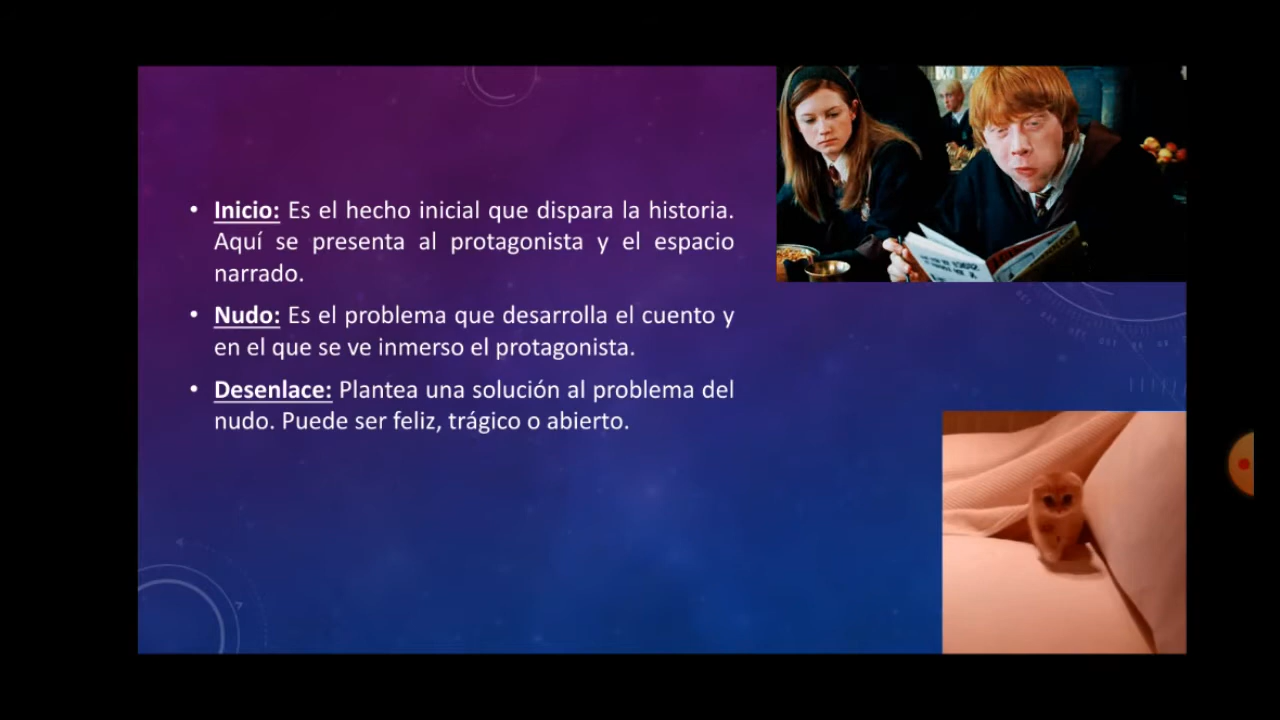 • Inicio: Es el hecho inicial que dispara la historia.
Aquí se presenta al protagonista y el espacio
narrado.
• Nudo: Es el problema que desarrolla el cuento y
en el que se ve inmerso el protagonista.
• Desenlace: Plantea una solución al problema del
nudo. Puede ser feliz, trágico o abierto.